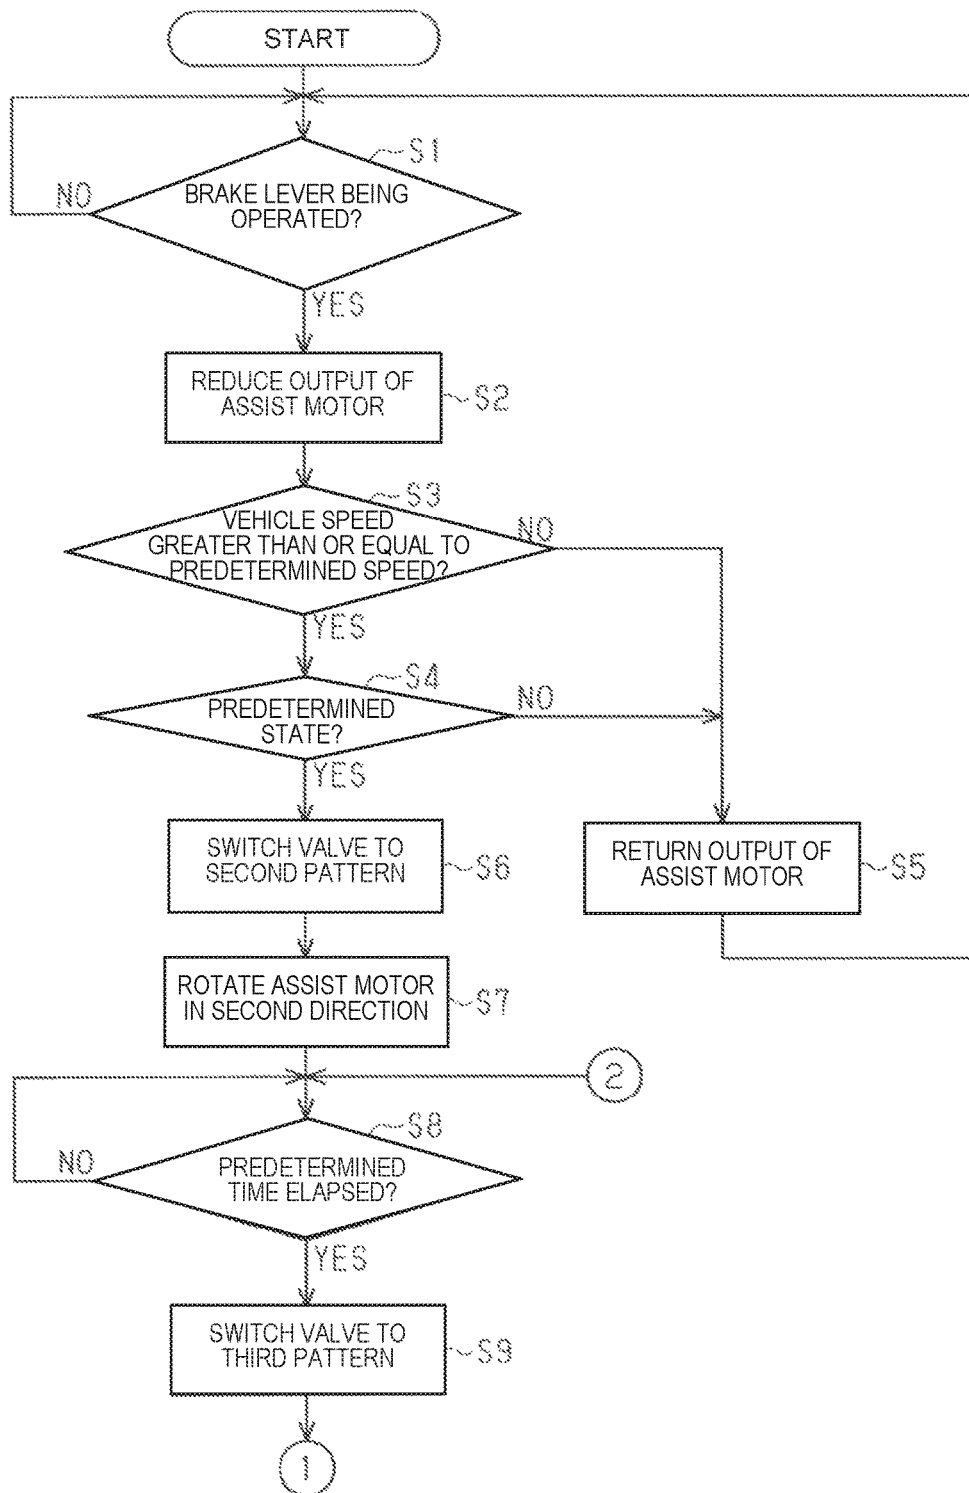 START
S1
BRAKE LEVER BEING
OPERATED?
NO
YES
REDUCE OUTPUT OF
ASSIST MOTOR
S2
S3
VEHICLE SPEED
GREATER THAN OR EQUAL TO
PREDETERMINED SPEED?
NO
YES
S4
PREDETERMINED
STATE?
NO
YES
SWITCH VALVE TO
SECOND PATTERN
S6
RETURN OUTPUT OF
ASSIST MOTOR
S5
ROTATE ASSIST MOTOR
IN SECOND DIRECTION
S7
2
S8
PREDETERMINED
TIME ELAPSED?
NO
YES
SWITCH VALVE TO
THIRD PATTERN
S9
1